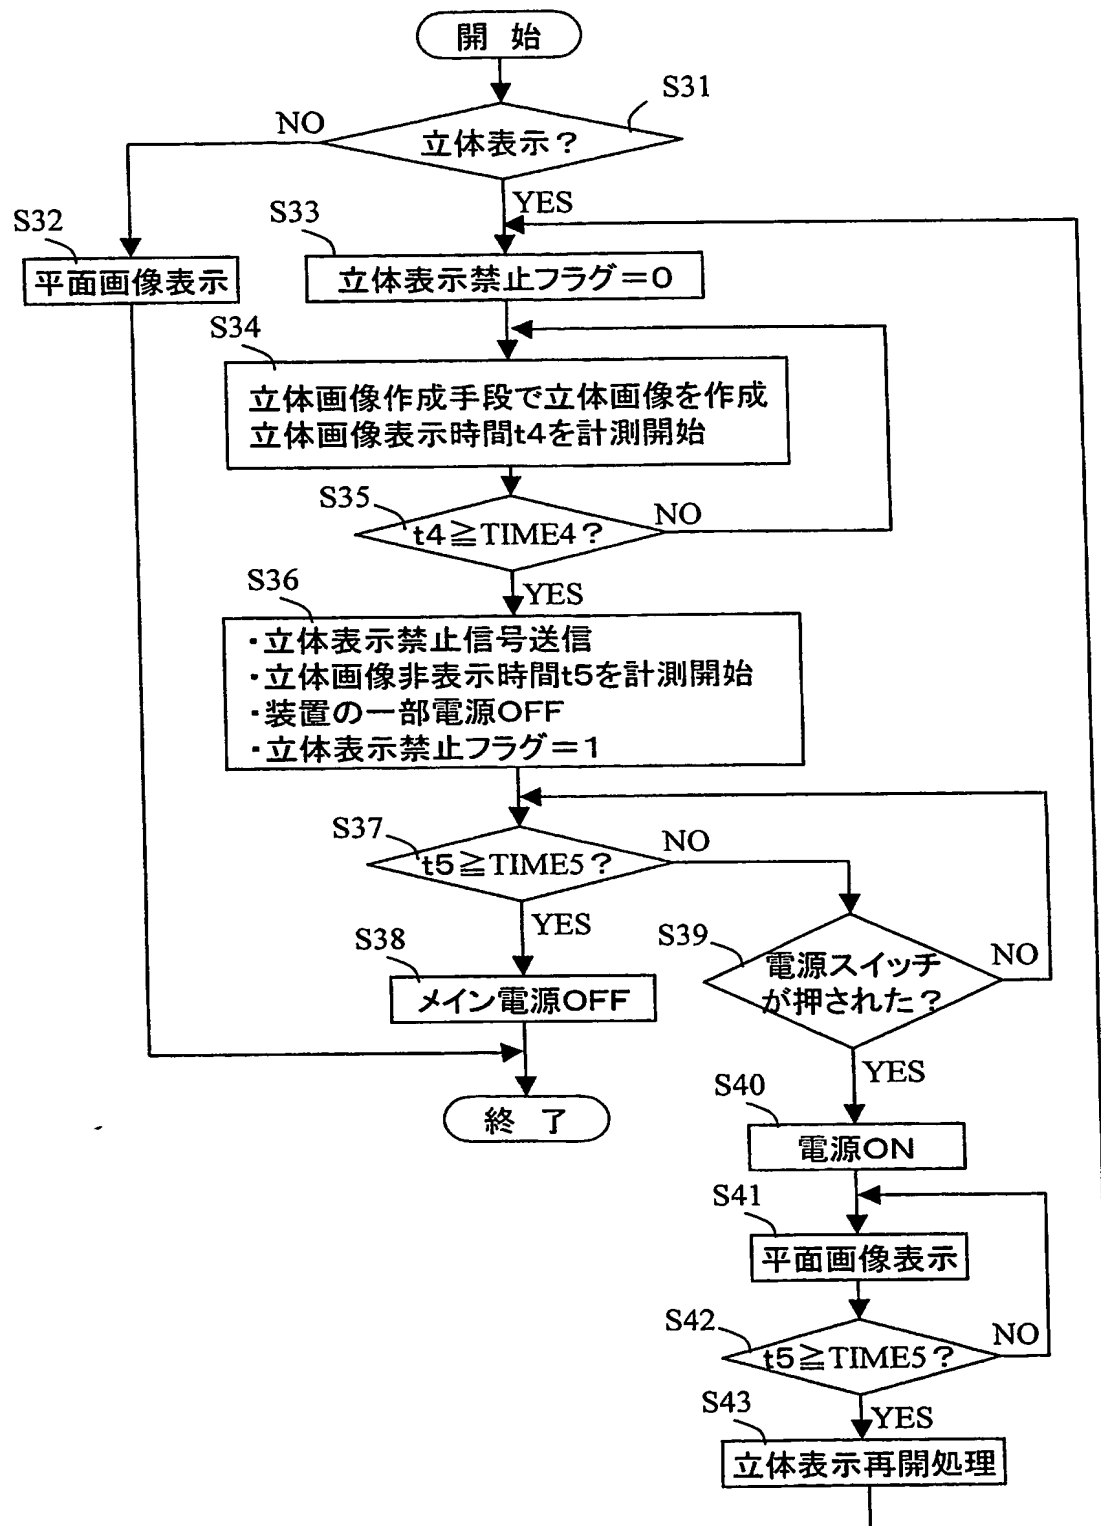 開 始
S31
立体表示？
NO
YES
S32
平面画像表示
S33
立体表示禁止フラグ＝0
S34
立体画像作成手段で立体画像を作成
立体画像表示時間t4を計測開始
S35
t4≧TIME4？
NO
YES
S36
・立体表示禁止信号送信
・立体画像非表示時間t5を計測開始
・装置の一部電源OFF
・立体表示禁止フラグ＝1
S37
t5≧TIME5？
NO
YES
S38
メイン電源OFF
S39
電源スイッチ
が押された？
NO
YES
終 了
S40
電源ON
S41
平面画像表示
S42
t5≧TIME5？
NO
YES
S43
立体表示再開処理